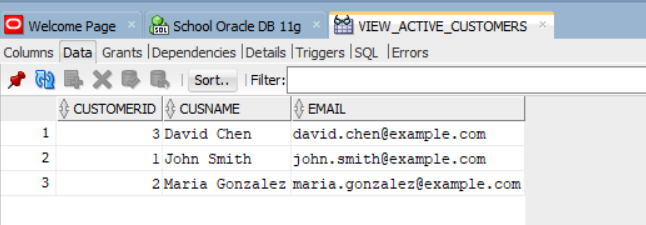 Welcome Page School Oracle DB 11g VIEW_ACTIVE_CUSTOMERS
Columns Data Grants Dependencies Details Triggers SQL Errors
Sort.. Filter:
CUSTOMERID CUSNAME EMAIL
1 3 David Chen david.chen@example.com
2 1 John Smith john.smith@example.com
3 2 Maria Gonzalez maria.gonzalez@example.com